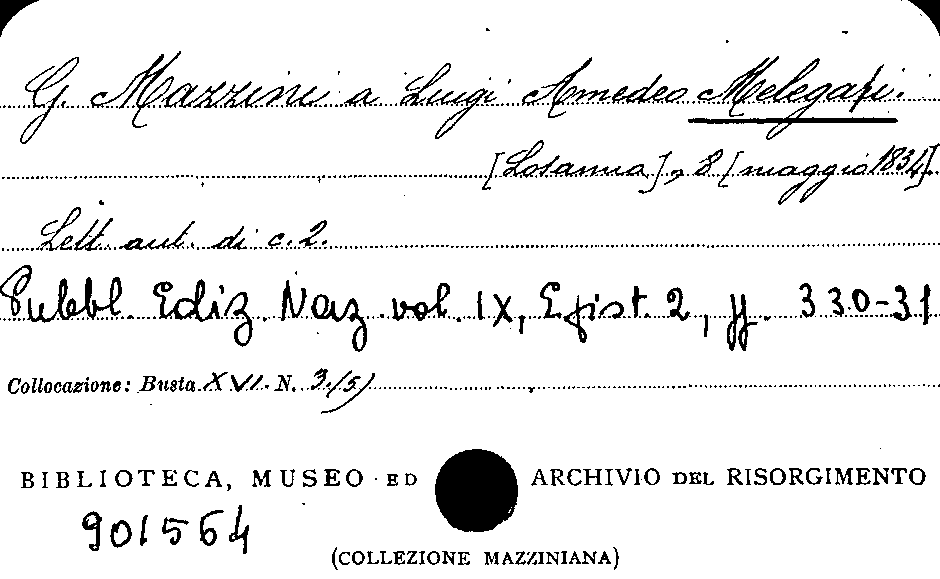 G. Mazzini a Luigi Amedeo Melegari.
[Losanna], 8 [maggio 1834].
Lett. aut. di c. 2.
Pubbl. Ediz. Naz. vol. IX, Epist. 2, pp. 330-31
Collocazione: Busta XVI. N. 3/5)
BIBLIOTECA, MUSEO ED ARCHIVIO DEL RISORGIMENTO
901564
(COLLEZIONE MAZZINIANA)